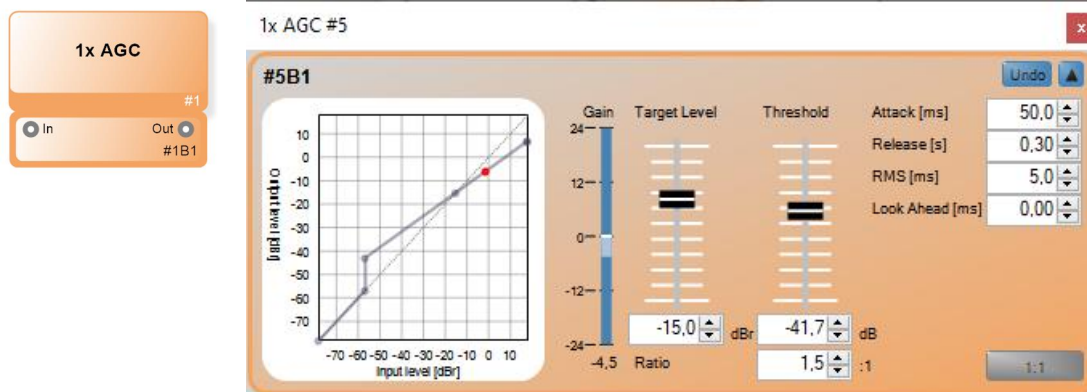 1x AGC
#1
In Out
#1B1
1x AGC #5
x
#5B1
Undo
Gain Target Level Threshold
Attack [ms] 50,0
Release [s] 0,30
RMS [ms] 5,0
Look Ahead [ms] 0,00
Output level [dBr]
10
0
-10
-20
-30
-40
-50
-60
-70
-70 -60 -50 -40 -30 -20 -10 0 10
Input level [dBr]
24
12
0
-12
-24
-4,5
-15,0 dBr
-41,7 dB
Ratio 1,5 :1
1:1